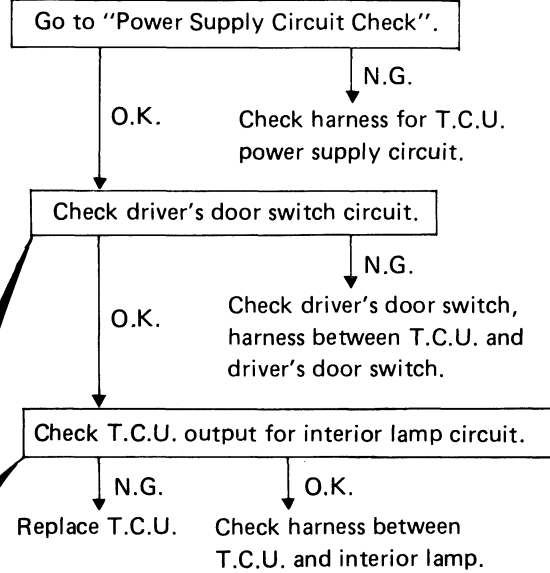 Go to "Power Supply Circuit Check".
N.G.
O.K.
Check harness for T.C.U.
power supply circuit.
Check driver's door switch circuit.
N.G.
O.K.
Check driver's door switch,
harness between T.C.U. and
driver's door switch.
Check T.C.U. output for interior lamp circuit.
N.G.
O.K.
Replace T.C.U.
Check harness between
T.C.U. and interior lamp.